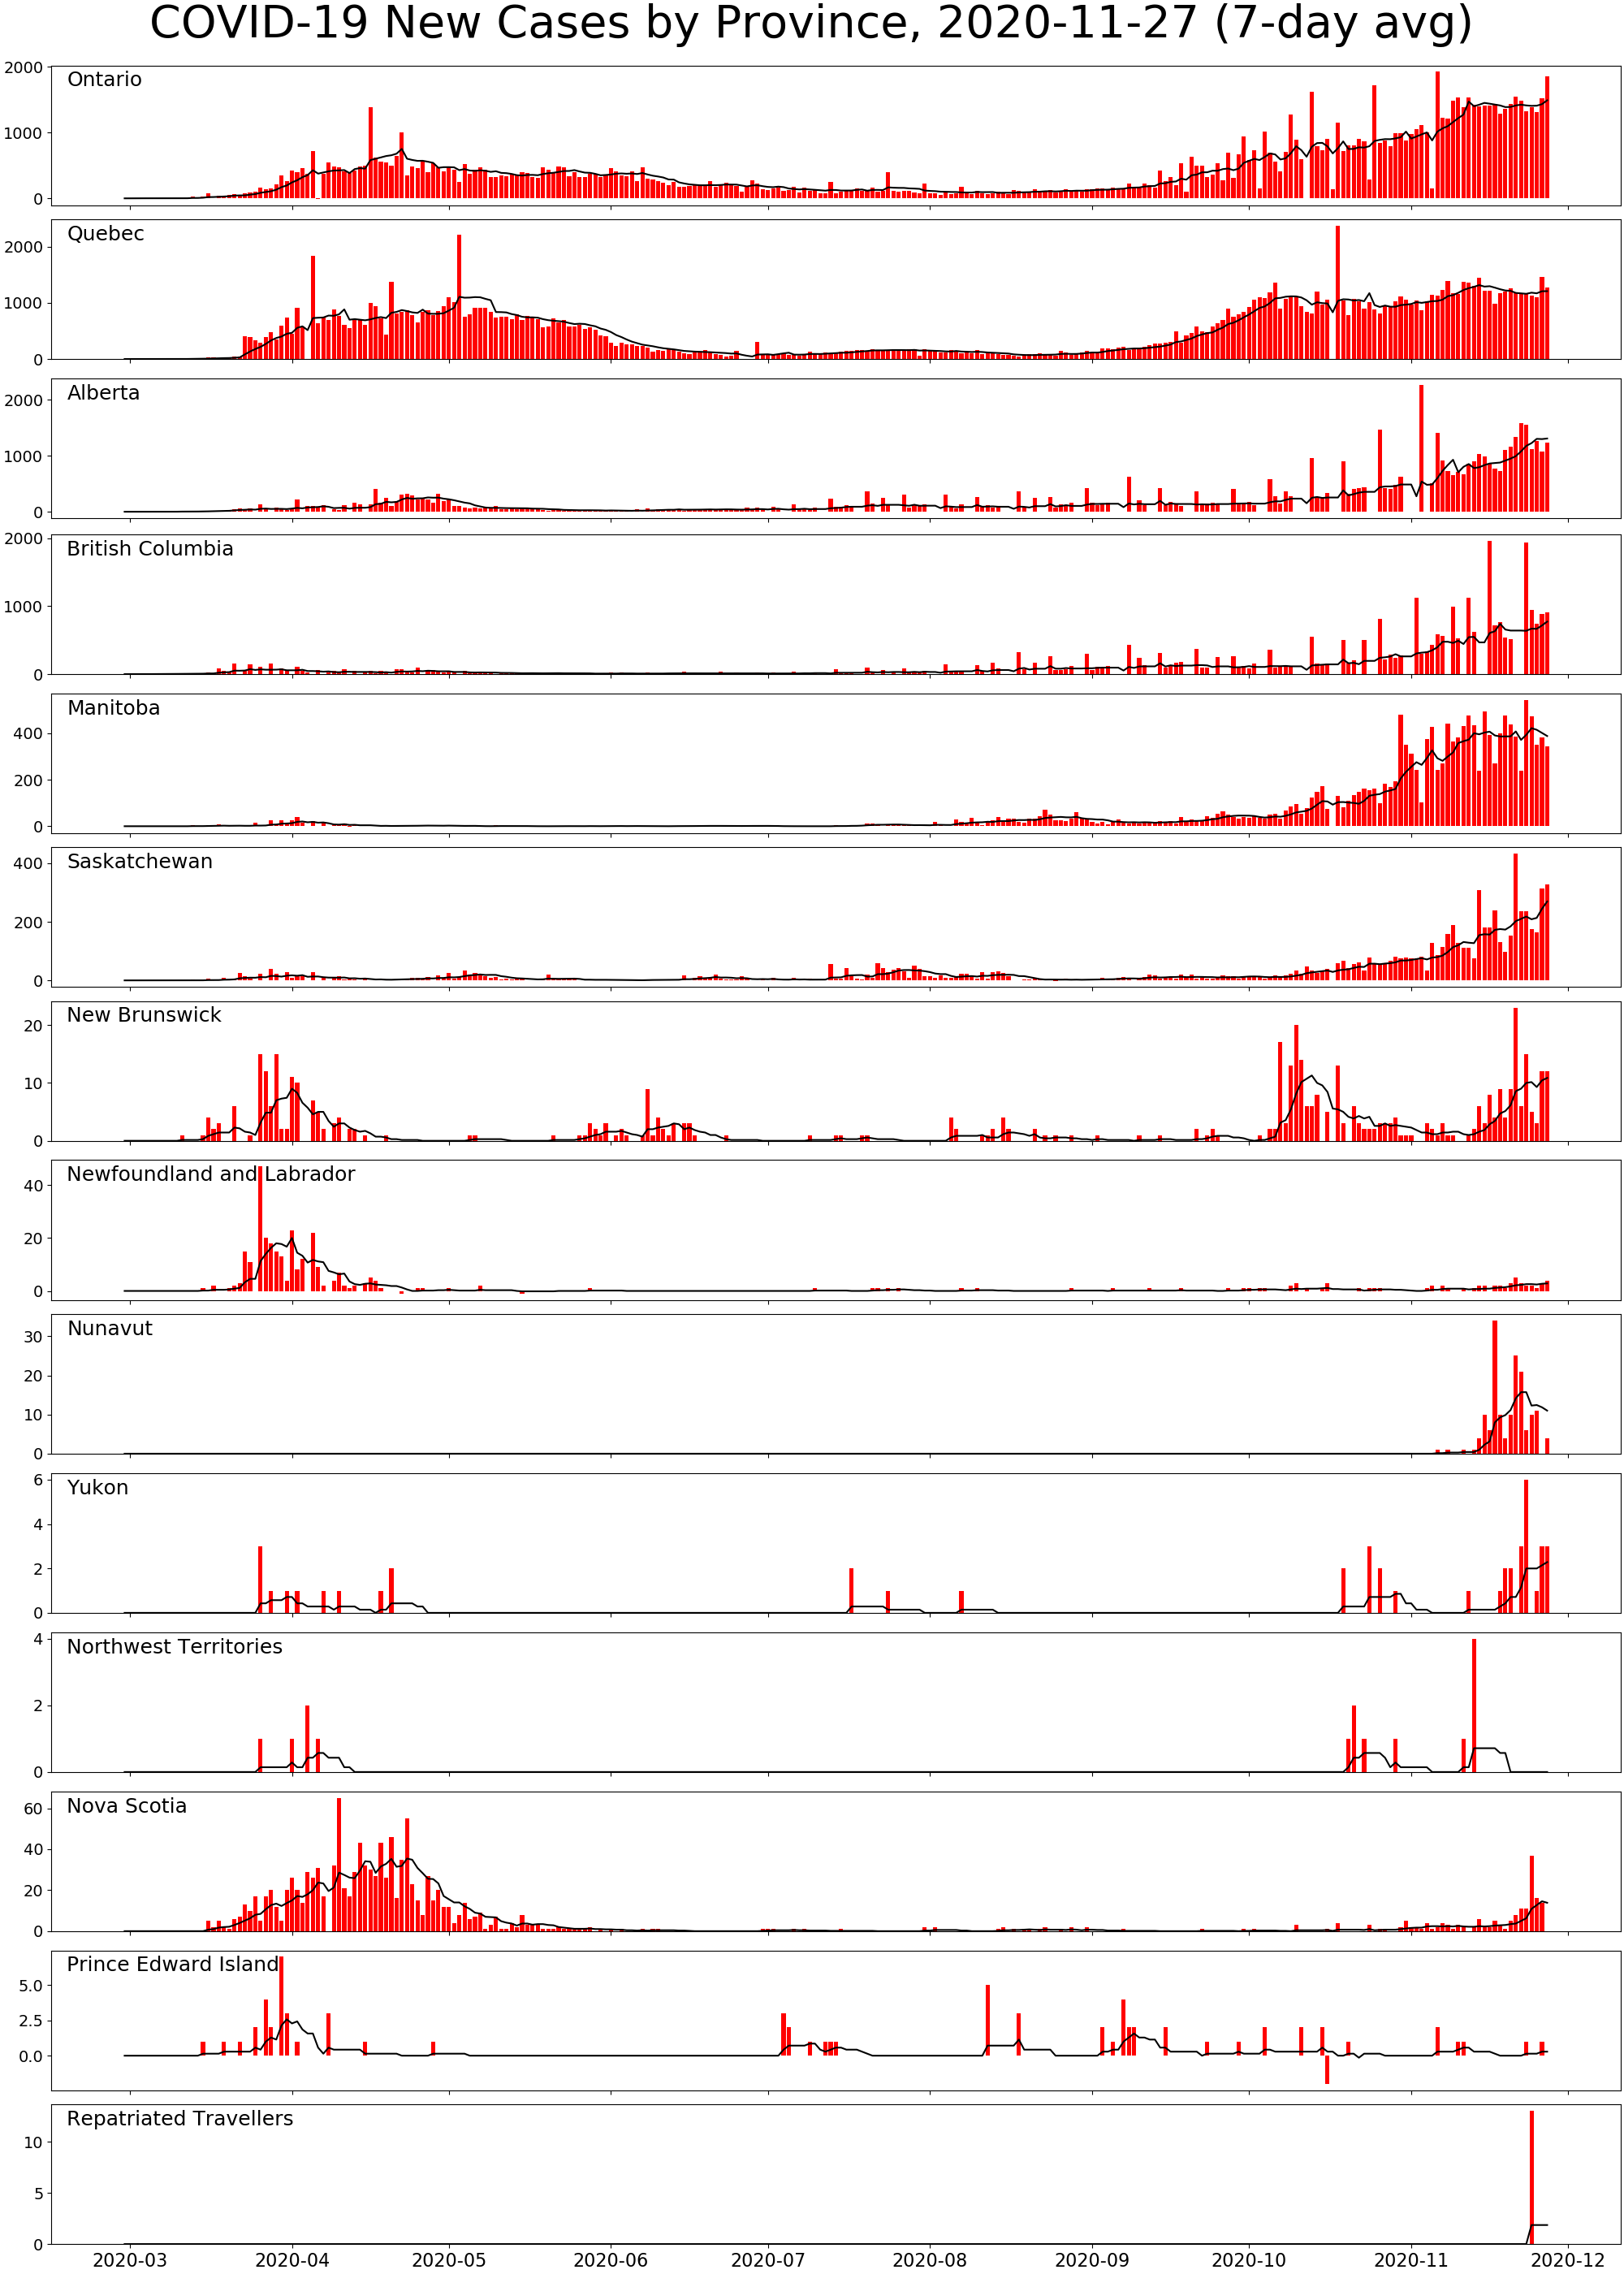 COVID-19 New Cases by Province, 2020-11-27 (7-day avg)
2000
Ontario
1000
0
Quebec
2000
1000
0
Alberta
2000
1000
0
2000
British Columbia
1000
0
Manitoba
400
200
0
Saskatchewan
400
200
0
New Brunswick
20
10
0
Newfoundland and Labrador
40
20
0
Nunavut
30
20
10
0
6
Yukon
4
2
0
4
Northwest Territories
2
0
Nova Scotia
60
40
20
0
Prince Edward Island
5.0
2.5
0.0
Repatriated Travellers
10
5
0
2020-03 2020-04 2020-05 2020-06 2020-07 2020-08 2020-09 2020-10 2020-11 2020-12